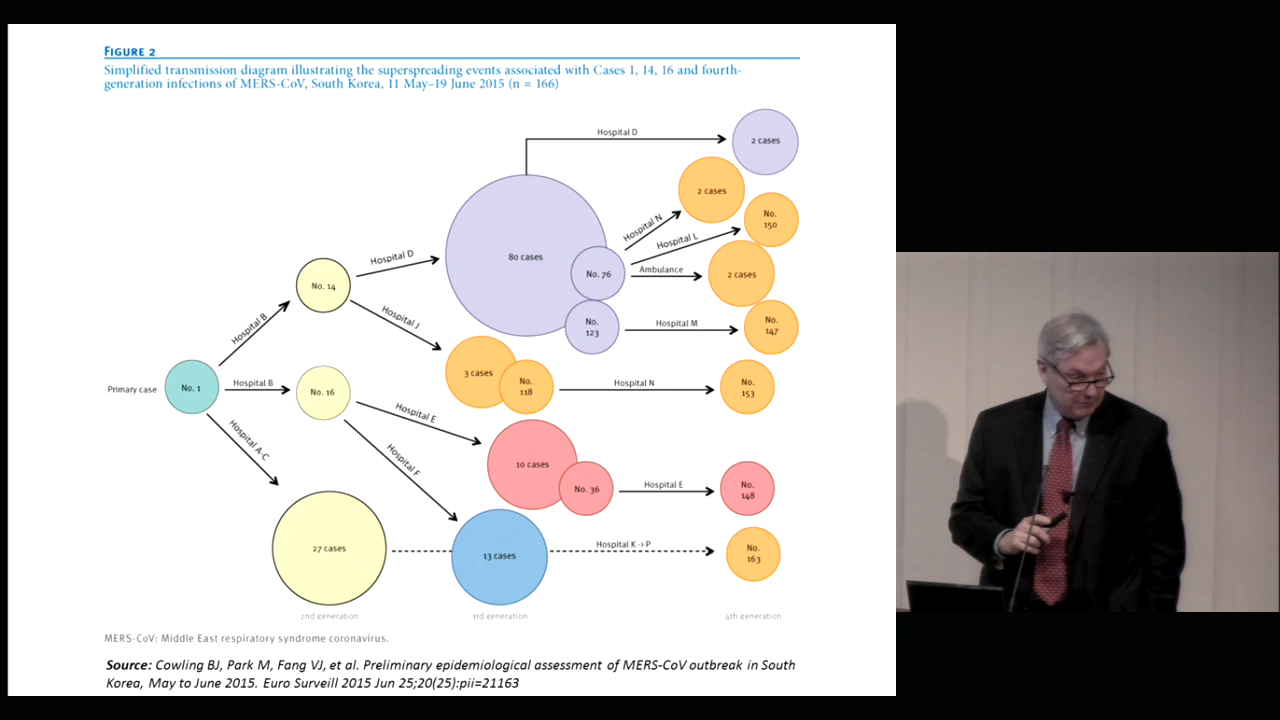 FIGURE 2
Simplified transmission diagram illustrating the superspreading events associated with Cases 1, 14, 16 and fourth-
generation infections of MERS-CoV, South Korea, 11 May–19 June 2015 (n = 166)
Hospital D
2 cases
2 cases
Hospital N
No.
150
Hospital L
Hospital D
80 cases
No. 76
Ambulance
2 cases
No. 14
Hospital B
Hospital J
No.
123
Hospital M
No.
147
3 cases
No.
118
Hospital N
No.
153
Primary case
No. 1
Hospital B
No. 16
Hospital E
Hospital A-C
Hospital F
10 cases
No. 36
Hospital E
No.
148
27 cases
13 cases
Hospital K -> P
No.
163
2nd generation
3rd generation
4th generation
MERS-CoV: Middle East respiratory syndrome coronavirus.
Source: Cowling BJ, Park M, Fang VJ, et al. Preliminary epidemiological assessment of MERS-CoV outbreak in South
Korea, May to June 2015. Euro Surveill 2015 Jun 25;20(25):pii=21163